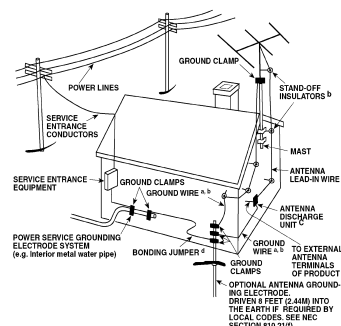 GROUND CLAMP
POWER LINES
STAND-OFF
INSULATORS b
SERVICE
ENTRANCE
CONDUCTORS
MAST
ANTENNA
LEAD-IN WIRE
SERVICE ENTRANCE
EQUIPMENT
GROUND CLAMPS
GROUND WIRE a, b
ANTENNA
DISCHARGE
UNIT C
POWER SERVICE GROUNDING
ELECTRODE SYSTEM
(e.g. interior metal water pipe)
BONDING JUMPER d
GROUND
WIRE a, b
GROUND
CLAMPS
TO EXTERNAL
ANTENNA
TERMINALS
OF PRODUCT
OPTIONAL ANTENNA GROUND-
ING ELECTRODE.
DRIVEN 8 FEET (2.44M) INTO
THE EARTH IF REQUIRED BY
LOCAL CODES. SEE NEC
SECTION 810-21(f)